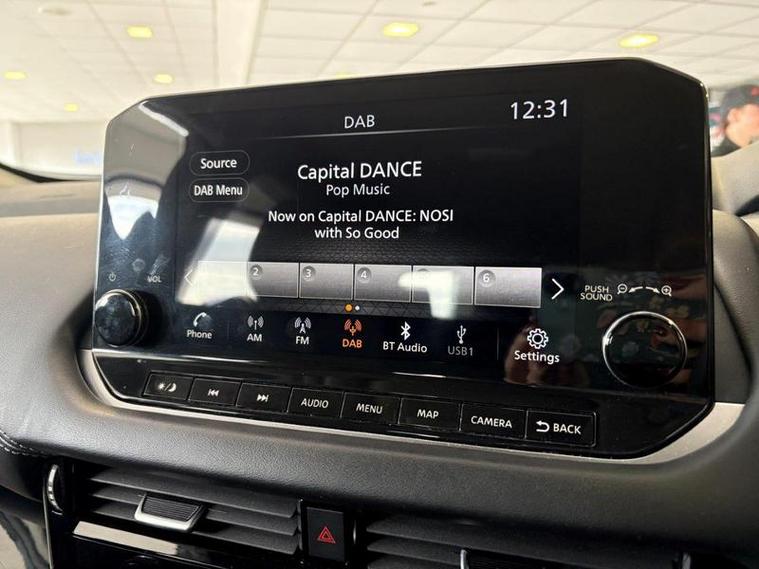 DAB
12:31
Source
DAB Menu
Capital DANCE
Pop Music
Now on Capital DANCE: NOSI
with So Good
VOL
2
3
4
6
PUSH
SOUND
Phone
AM
FM
DAB
BT Audio
USB1
Settings
AUDIO
MENU
MAP
CAMERA
BACK